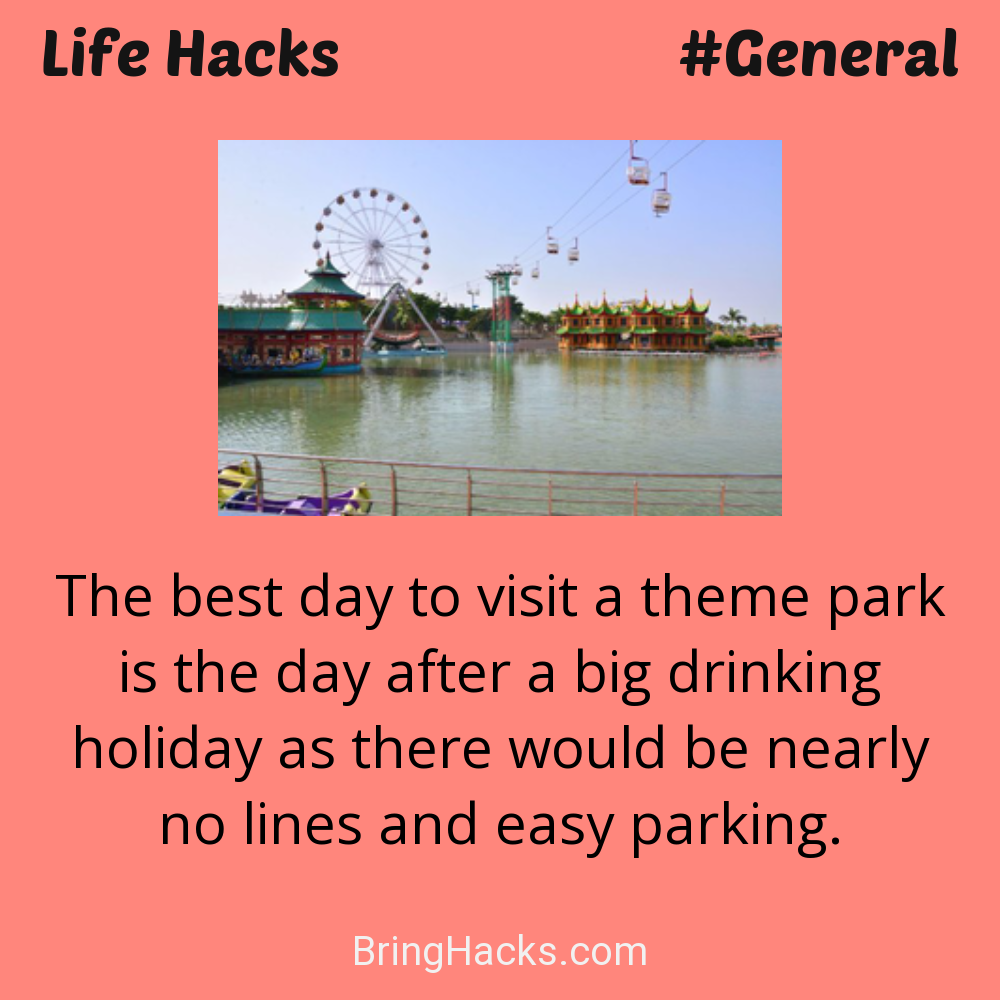 Life Hacks #General
The best day to visit a theme park
is the day after a big drinking
holiday as there would be nearly
no lines and easy parking.
BringHacks.com